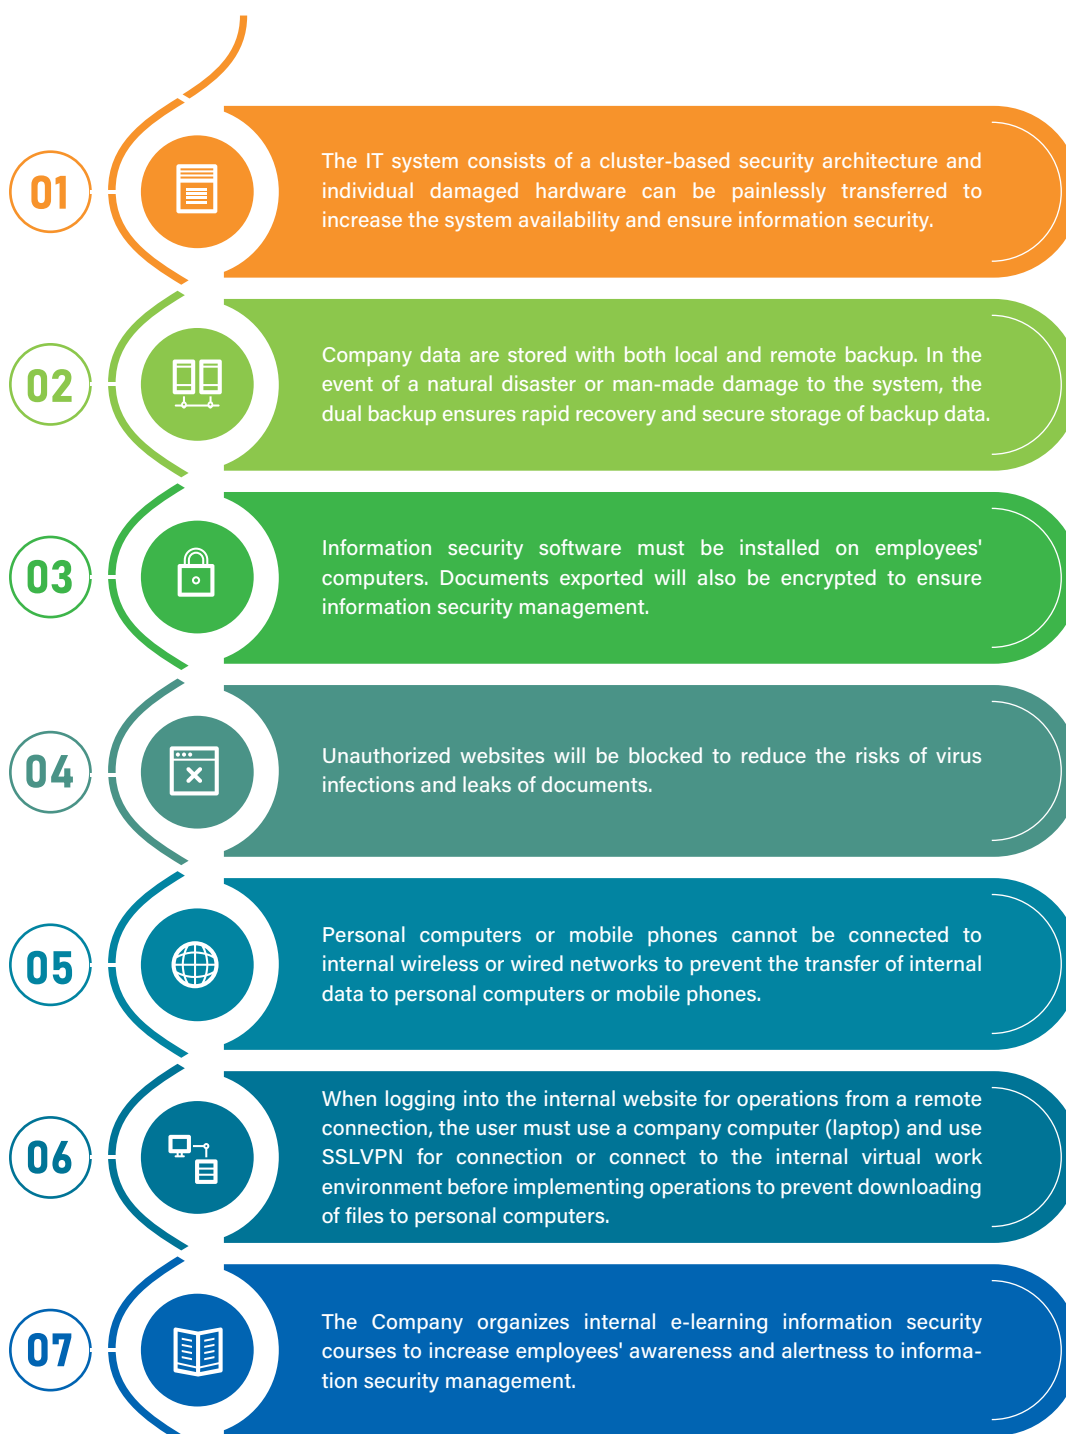 01
The IT system consists of a cluster-based security architecture and
individual damaged hardware can be painlessly transferred to
increase the system availability and ensure information security.
02
Company data are stored with both local and remote backup. In the
event of a natural disaster or man-made damage to the system, the
dual backup ensures rapid recovery and secure storage of backup data.
03
Information security software must be installed on employees'
computers. Documents exported will also be encrypted to ensure
information security management.
04
Unauthorized websites will be blocked to reduce the risks of virus
infections and leaks of documents.
05
Personal computers or mobile phones cannot be connected to
internal wireless or wired networks to prevent the transfer of internal
data to personal computers or mobile phones.
06
When logging into the internal website for operations from a remote
connection, the user must use a company computer (laptop) and use
SSLVPN for connection or connect to the internal virtual work
environment before implementing operations to prevent downloading
of files to personal computers.
07
The Company organizes internal e-learning information security
courses to increase employees' awareness and alertness to informa-
tion security management.